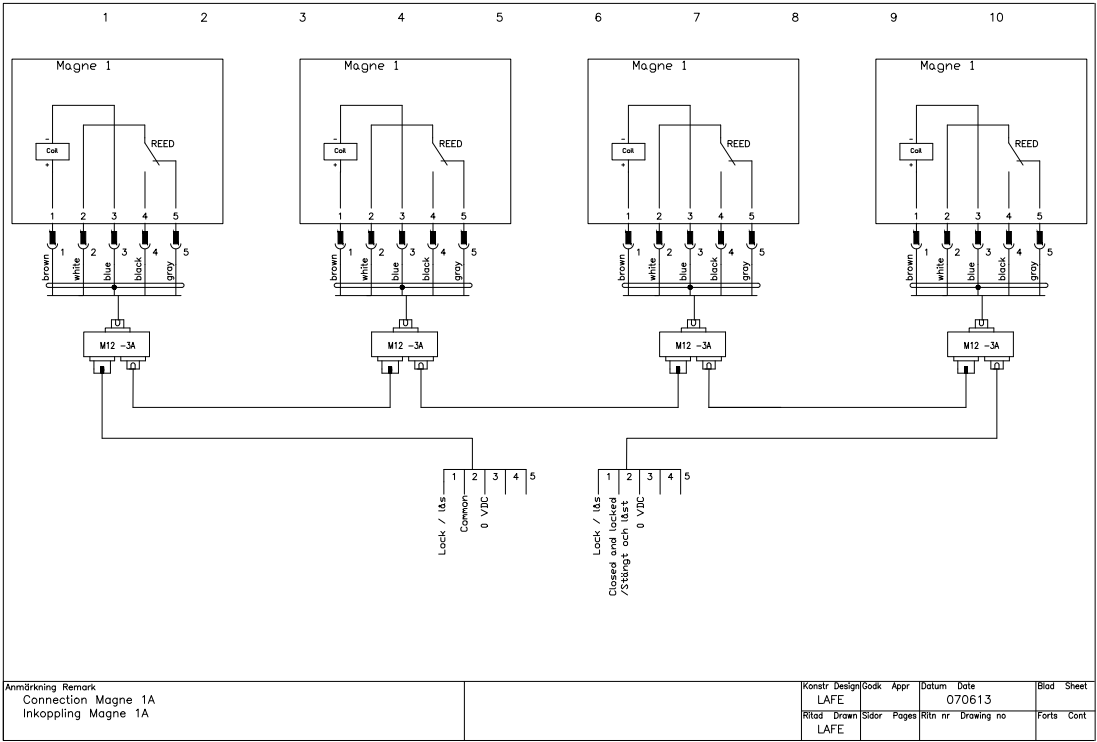 1 2 3 4 5 6 7 8 9 10
Magne 1 Magne 1 Magne 1 Magne 1
- - - -
REED REED REED REED
Coil Coil Coil Coil
+ + + +
1 2 3 4 5 1 2 3 4 5 1 2 3 4 5 1 2 3 4 5
1 2 3 4 5 1 2 3 4 5 1 2 3 4 5 1 2 3 4 5
brown white blue black gray brown white blue black gray brown white blue black gray brown white blue black gray
M12 -3A M12 -3A M12 -3A M12 -3A
1 2 3 4 5 1 2 3 4 5
Lock / lås
Common
0 VDC
Lock / lås
Closed and locked
/Stängt och låst
0 VDC
Anmärkning Remark
Connection Magne 1A
Inkoppling Magne 1A
Konstr Design Godk Appr Datum Date Blad Sheet
LAFE 070613
Ritad Drawn Sidor Pages Ritn nr Drawing no Forts Cont
LAFE